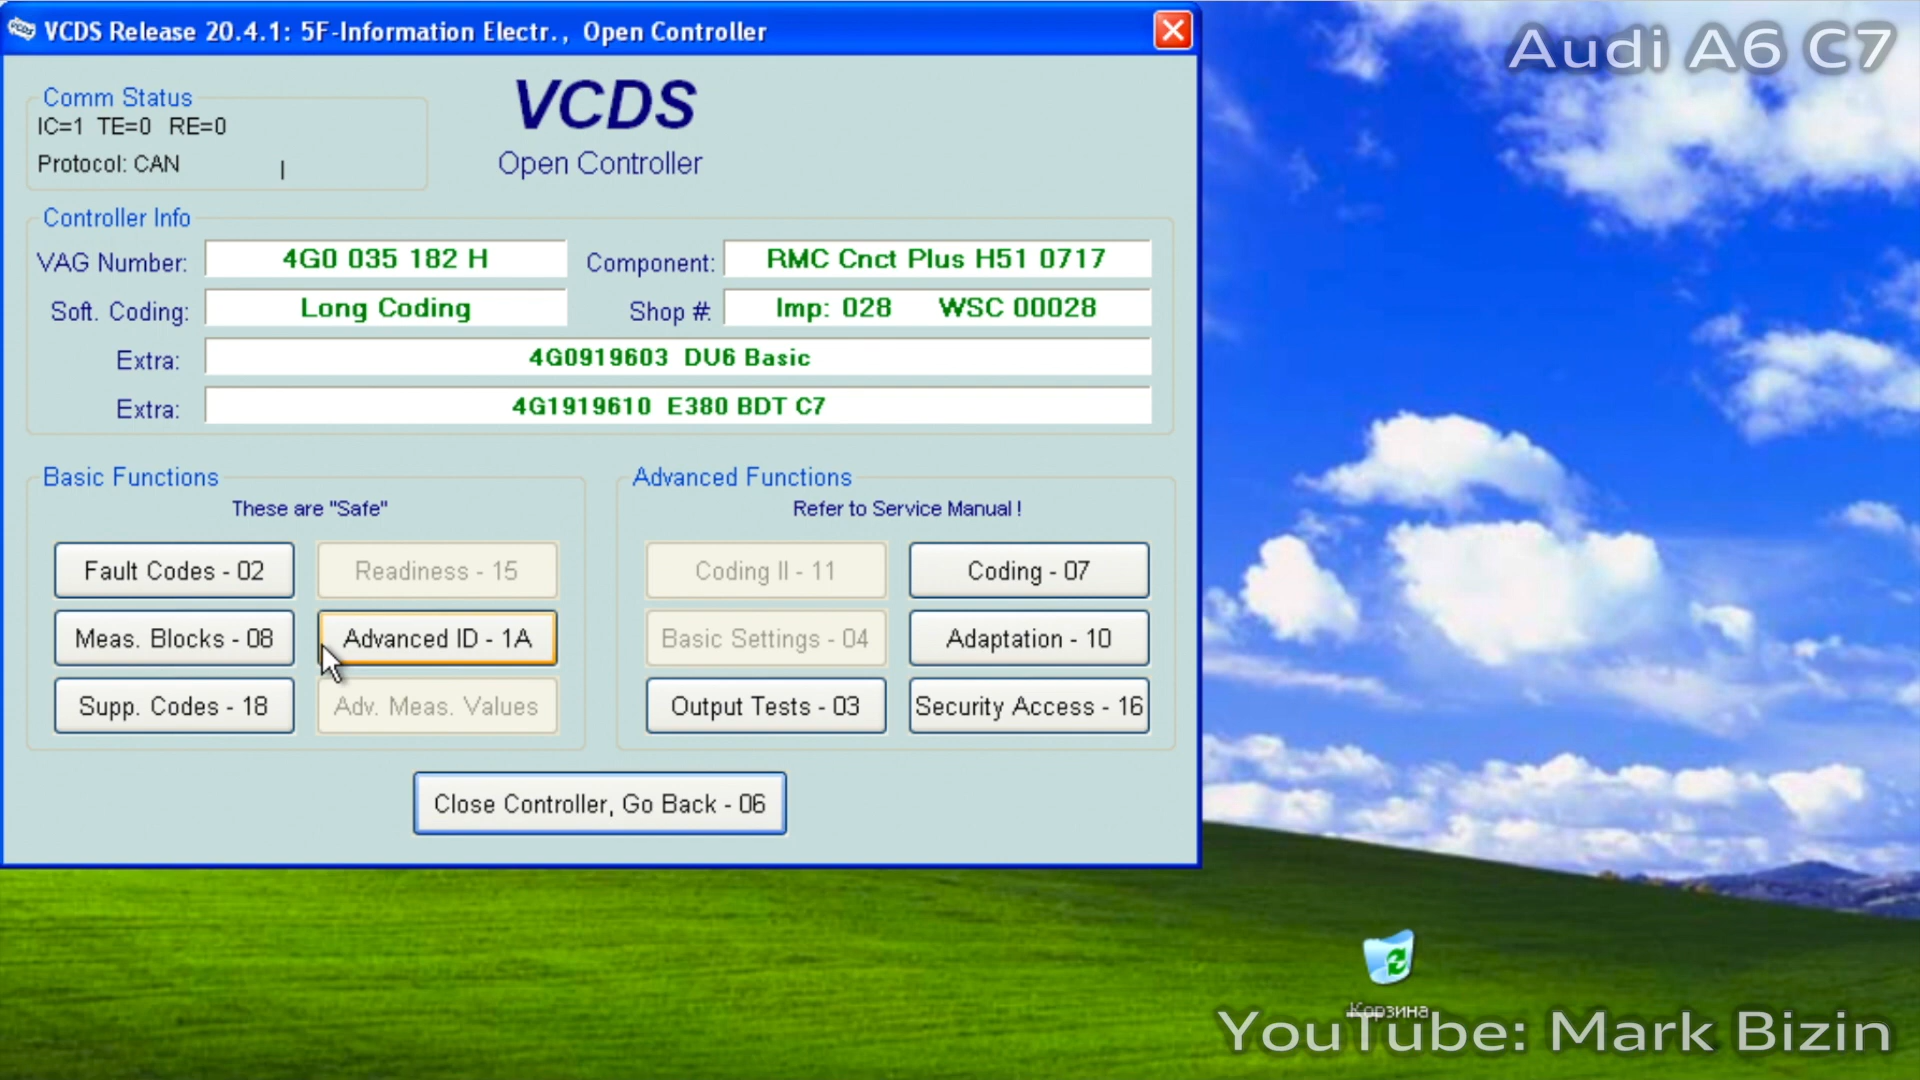 VCDS Release 20.4.1: 5F-Information Electr., Open Controller
Audi A6 C7
VCDS
Comm Status
IC=1 TE=0 RE=0
Protocol: CAN
VCDS
Open Controller
Controller Info
VAG Number: 4G0 035 182 H Component: RMC Cnct Plus H51 0717
Soft. Coding: Long Coding Shop #: Imp: 028 WSC 00028
Extra: 4G0919603 DU6 Basic
Extra: 4G1919610 E380 BDT C7
Basic Functions
These are "Safe"
Fault Codes - 02 Readiness - 15
Meas. Blocks - 08 Advanced ID - 1A
Supp. Codes - 18 Adv. Meas. Values
Advanced Functions
Refer to Service Manual !
Coding II - 11 Coding - 07
Basic Settings - 04 Adaptation - 10
Output Tests - 03 Security Access - 16
Close Controller, Go Back - 06
Корзина
YouTube: Mark Bizin